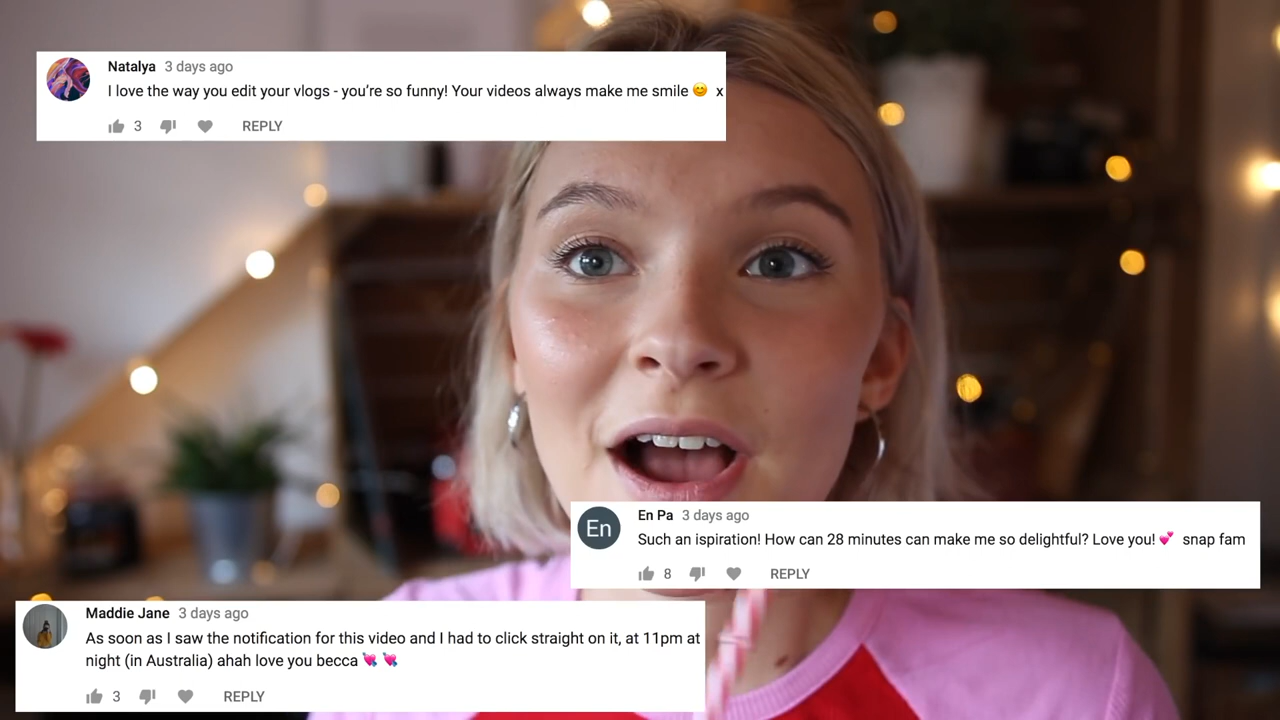 Natalya 3 days ago
I love the way you edit your vlogs - you're so funny! Your videos always make me smile 😊 x
3 REPLY
En
En Pa 3 days ago
Such an ispiration! How can 28 minutes can make me so delightful? Love you! 💕 snap fam
8 REPLY
Maddie Jane 3 days ago
As soon as I saw the notification for this video and I had to click straight on it, at 11pm at
night (in Australia) ahah love you becca 💘 💘
3 REPLY